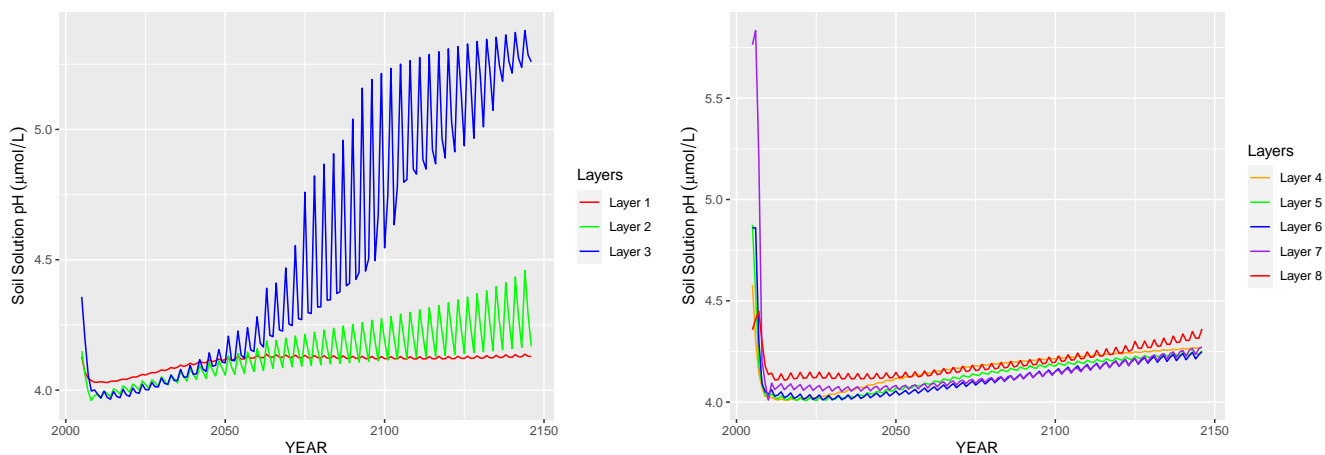 5.0
4.5
4.0
2000
2050
2100
2150
YEAR
Soil Solution pH (μmol/L)
Layers
Layer 1
Layer 2
Layer 3
5.5
5.0
4.5
4.0
2000
2050
2100
2150
YEAR
Soil Solution pH (μmol/L)
Layers
Layer 4
Layer 5
Layer 6
Layer 7
Layer 8